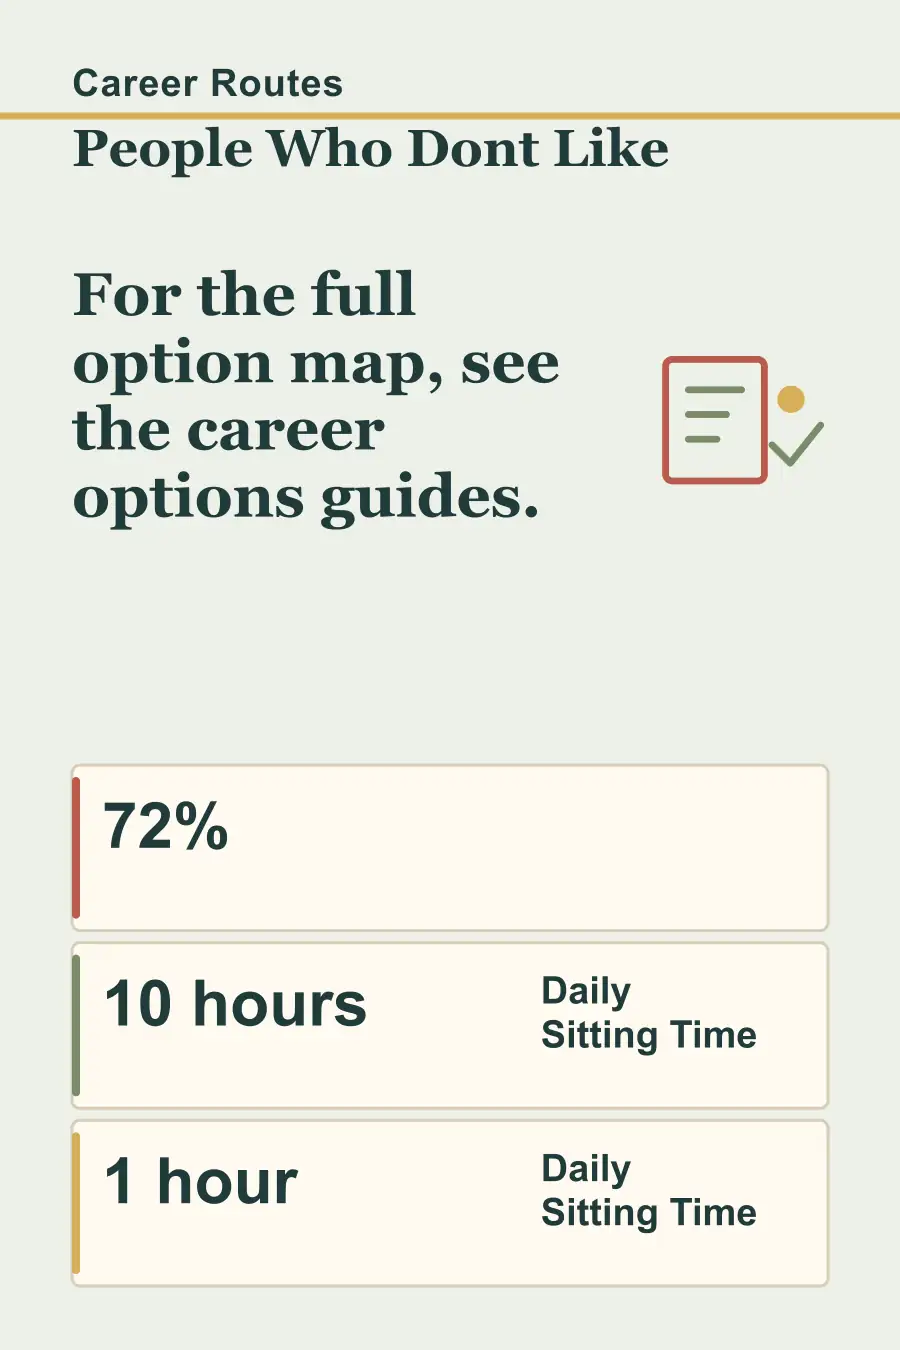 Career Routes
People Who Dont Like
For the full
option map, see
the career
options guides.
72%
10 hours
Daily
Sitting Time
1 hour
Daily
Sitting Time